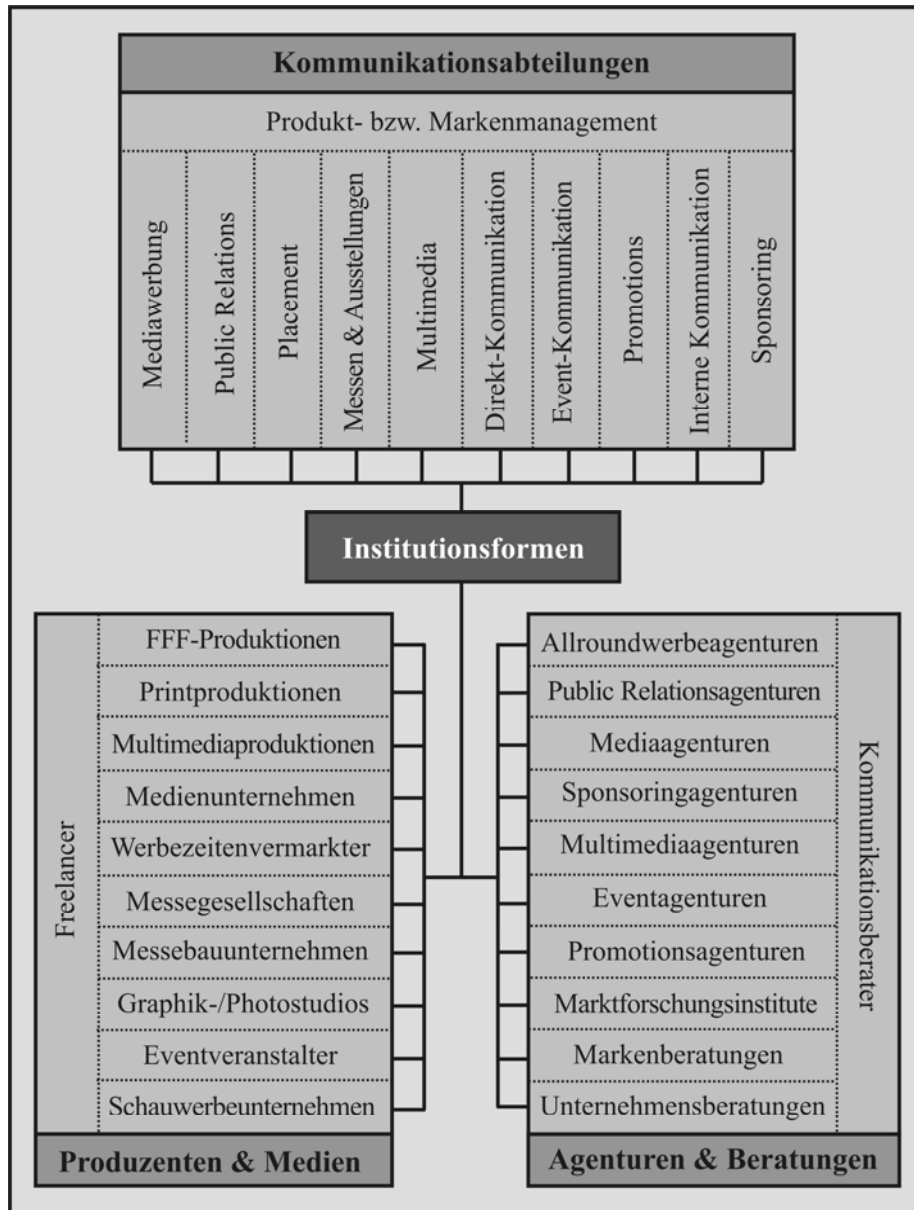 Kommunikationsabteilungen
Produkt- bzw. Markenmanagement
Mediawerbung
Public Relations
Placement
Messen & Ausstellungen
Multimedia
Direkt-Kommunikation
Event-Kommunikation
Promotions
Interne Kommunikation
Sponsoring
Institutionsformen
Freelancer
FFF-Produktionen
Printproduktionen
Multimediaproduktionen
Medienunternehmen
Werbezeitenvermarkter
Messegesellschaften
Messebauunternehmen
Graphik-/Photostudios
Eventveranstalter
Schauwerbeunternehmen
Produzenten & Medien
Allroundwerbeagenturen
Public Relationsagenturen
Mediaagenturen
Sponsoringagenturen
Multimediaagenturen
Eventagenturen
Promotionsagenturen
Marktforschungsinstitute
Markenberatungen
Unternehmensberatungen
Kommunikationsberater
Agenturen & Beratungen